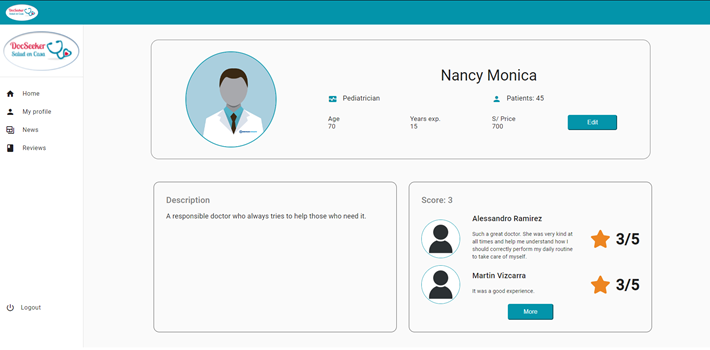 DocSeeker
Salud en Casa
DocSeeker
Salud en Casa
Home
My profile
News
Reviews
Logout
Nancy Monica
Pediatrician
Patients: 45
Age
70
Years exp.
15
S/ Price
700
Edit
Description
A responsible doctor who always tries to help those who need it.
Score: 3
Alessandro Ramirez
Such a great doctor. She was very kind at
all times and help me understand how I
should correctly perform my daily routine
to take care of myself.
3/5
Martin Vizcarra
It was a good experience.
3/5
More